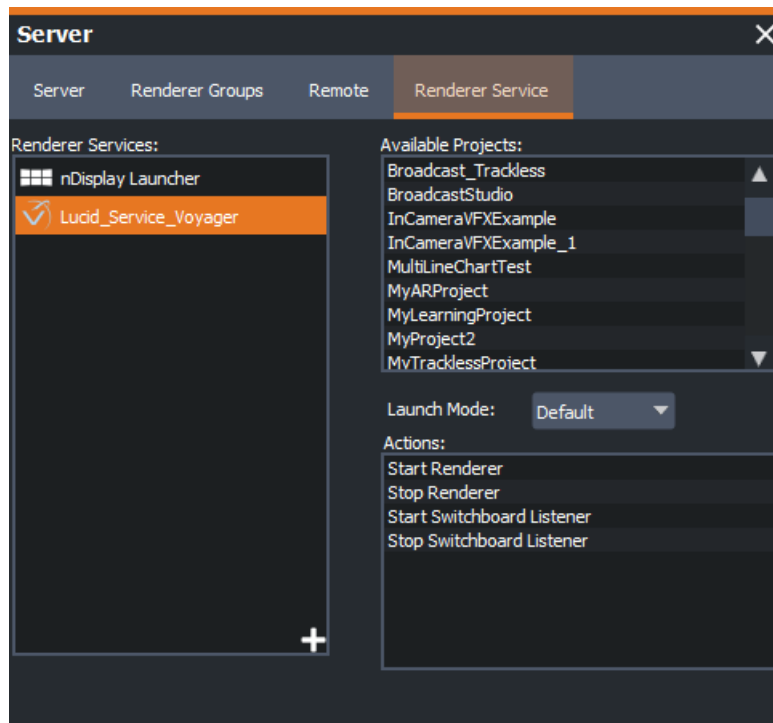 Server
Server Renderer Groups Remote Renderer Service
Renderer Services:
nDisplay Launcher
Lucid_Service_Voyager
Available Projects:
Broadcast_Trackless
BroadcastStudio
InCameraVFXExample
InCameraVFXExample_1
MultiLineChartTest
MyARProject
MyLearningProject
MyProject2
MyTracklessProject
Launch Mode: Default
Actions:
Start Renderer
Stop Renderer
Start Switchboard Listener
Stop Switchboard Listener